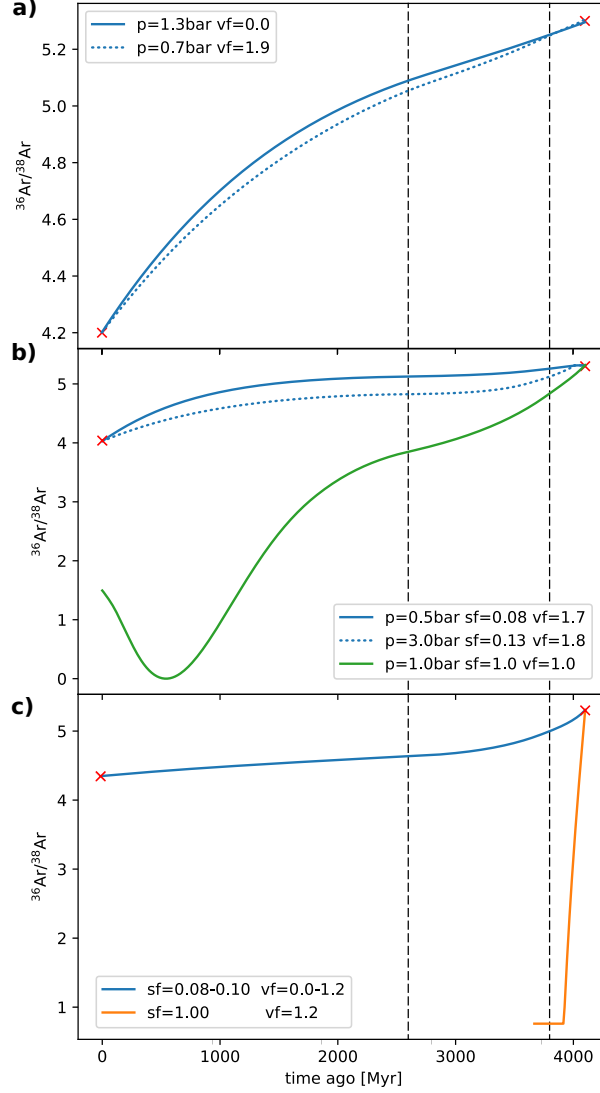 a)
p=1.3bar vf=0.0
p=0.7bar vf=1.9
5.2
5.0
4.8
4.6
4.4
4.2
³⁶Ar/³⁸Ar
b)
5
4
3
2
1
0
³⁶Ar/³⁸Ar
p=0.5bar sf=0.08 vf=1.7
p=3.0bar sf=0.13 vf=1.8
p=1.0bar sf=1.0 vf=1.0
c)
5
4
3
2
1
³⁶Ar/³⁸Ar
sf=0.08-0.10 vf=0.0-1.2
sf=1.00 vf=1.2
0 1000 2000 3000 4000
time ago [Myr]